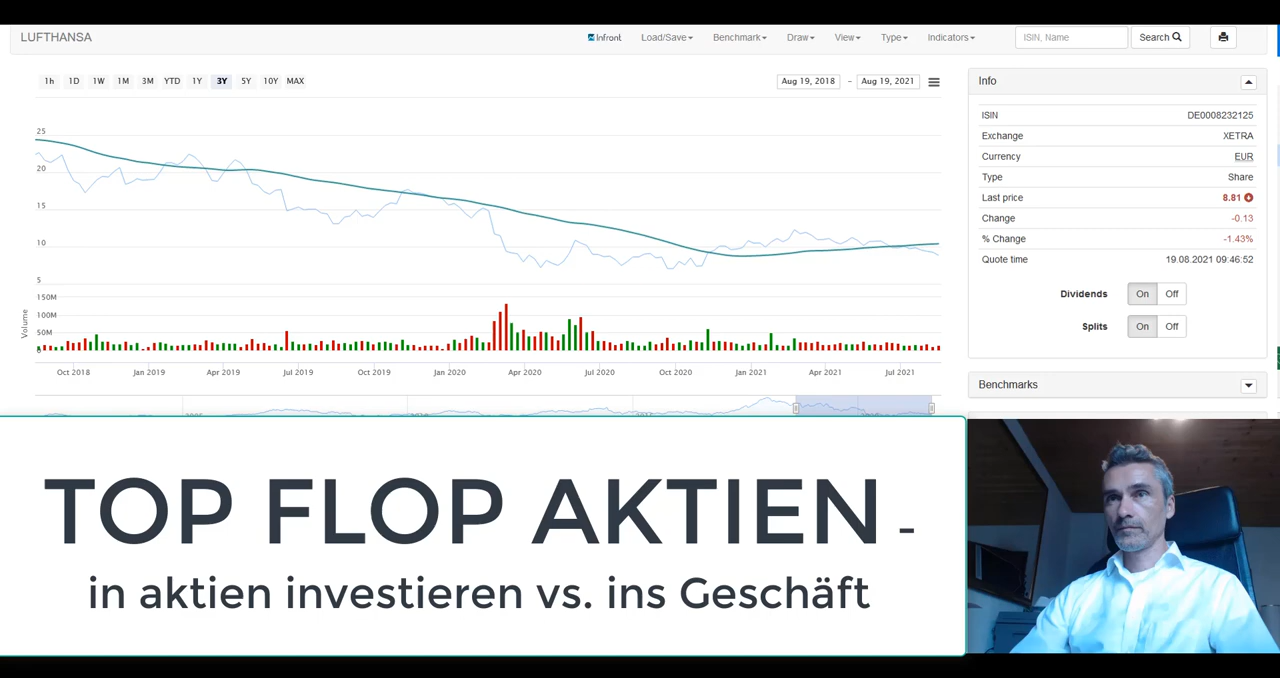 LUFTHANSA
Infront Load/Save Benchmark Draw View Type Indicators ISIN, Name Search
1h 1D 1W 1M 3M YTD 1Y 3Y 5Y 10Y MAX
Aug 19, 2018 - Aug 19, 2021
25
20
15
10
5
150M
100M
50M
0
Volume
Oct 2018 Jan 2019 Apr 2019 Jul 2019 Oct 2019 Jan 2020 Apr 2020 Jul 2020 Oct 2020 Jan 2021 Apr 2021 Jul 2021
Info
ISIN DE0008232125
Exchange XETRA
Currency EUR
Type Share
Last price 8.81
Change -0.13
% Change -1.43%
Quote time 19.08.2021 09:46:52
Dividends On Off
Splits On Off
Benchmarks
TOP FLOP AKTIEN -
in aktien investieren vs. ins Geschäft